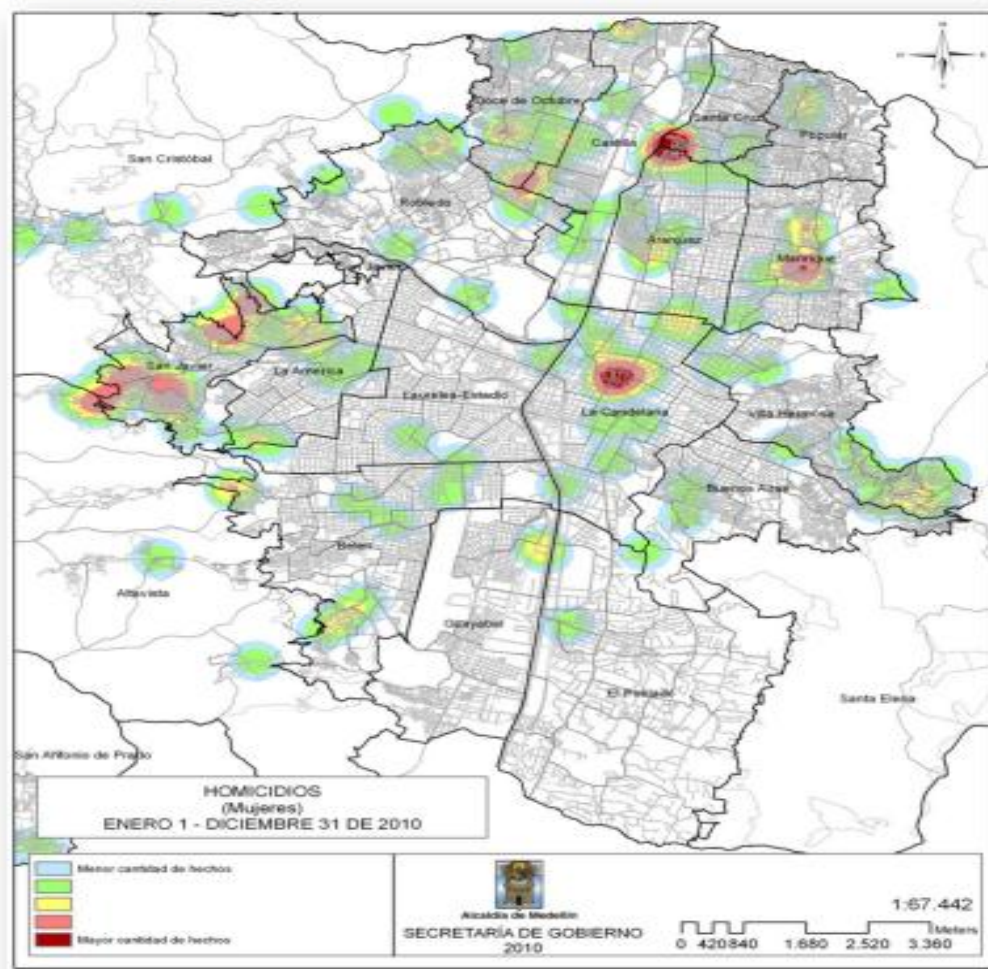 Doce de Octubre
Santa Cruz
Popular
Castilla
San Cristóbal
Robledo
Aranjuez
Manrique
San Javier
La América
Laureles-Estadio
La Candelaria
Villa Hermosa
Buenos Aires
Belén
Altavista
Guayabal
El Poblado
Santa Elena
San Antonio de Prado
HOMICIDIOS
(Mujeres)
ENERO 1 - DICIEMBRE 31 DE 2010
Menor cantidad de hechos
Mayor cantidad de hechos
Alcaldía de Medellín
SECRETARÍA DE GOBIERNO
2010
1:67.442
Meters
0 420 840 1.680 2.520 3.360